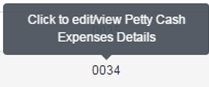 Click to edit/view Petty Cash
Expenses Details
0034